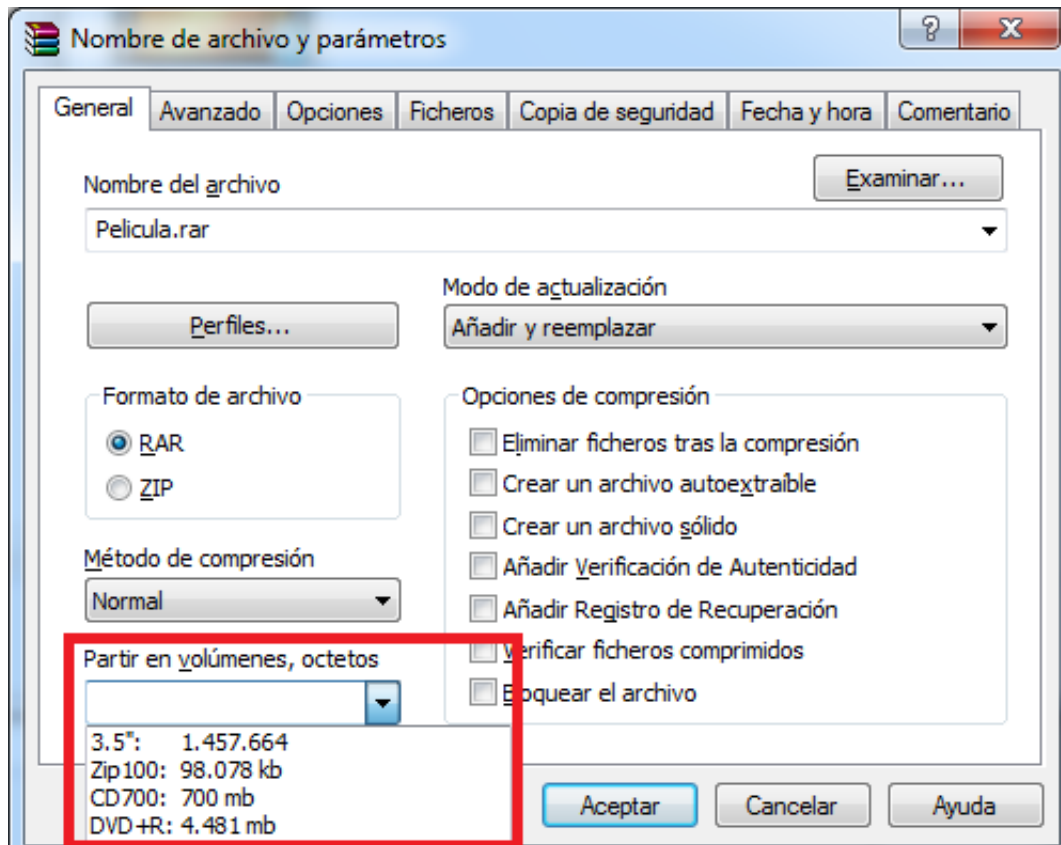 Nombre de archivo y parámetros
General Avanzado Opciones Ficheros Copia de seguridad Fecha y hora Comentario
Nombre del archivo
Examinar...
Pelicula.rar
Modo de actualización
Perfiles...
Añadir y reemplazar
Formato de archivo
RAR
ZIP
Método de compresión
Normal
Opciones de compresión
Eliminar ficheros tras la compresión
Crear un archivo autoextraíble
Crear un archivo sólido
Añadir Verificación de Autenticidad
Añadir Registro de Recuperación
Verificar ficheros comprimidos
Bloquear el archivo
Partir en volúmenes, octetos
3.5": 1.457.664
Zip100: 98.078 kb
CD700: 700 mb
DVD+R: 4.481 mb
Aceptar Cancelar Ayuda